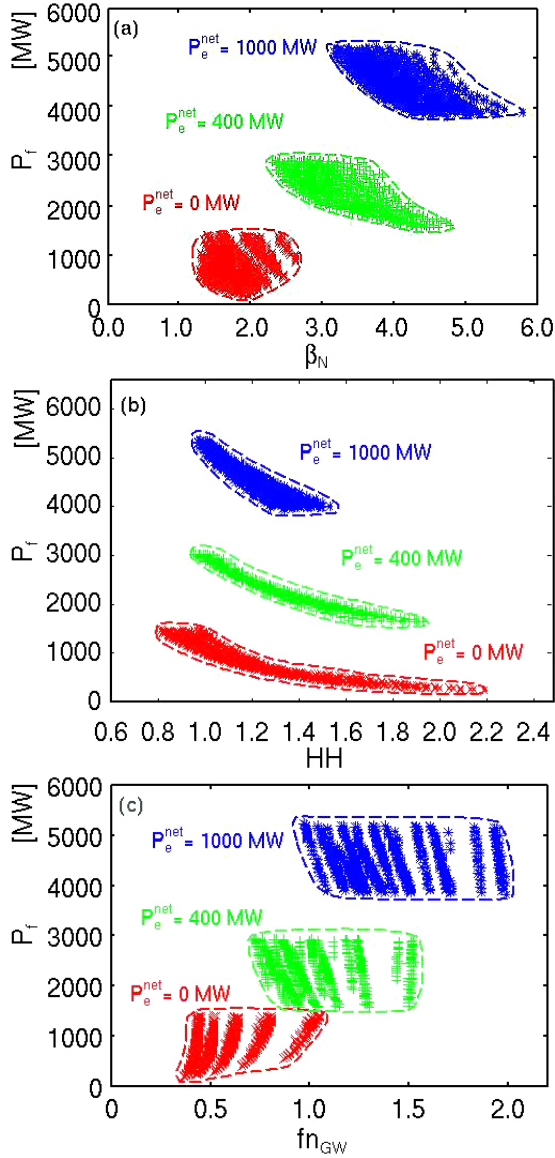 (a)
[MW]
P_f
6000
5000
4000
3000
2000
1000
0
P_e^net = 1000 MW
P_e^net = 400 MW
P_e^net = 0 MW
0.0 1.0 2.0 3.0 4.0 5.0 6.0
β_N
(b)
[MW]
P_f
6000
5000
4000
3000
2000
1000
0
P_e^net = 1000 MW
P_e^net = 400 MW
P_e^net = 0 MW
0.6 0.8 1.0 1.2 1.4 1.6 1.8 2.0 2.2 2.4
HH
(c)
[MW]
P_f
6000
5000
4000
3000
2000
1000
0
P_e^net = 1000 MW
P_e^net = 400 MW
P_e^net = 0 MW
0 0.5 1.0 1.5 2.0
fn_GW